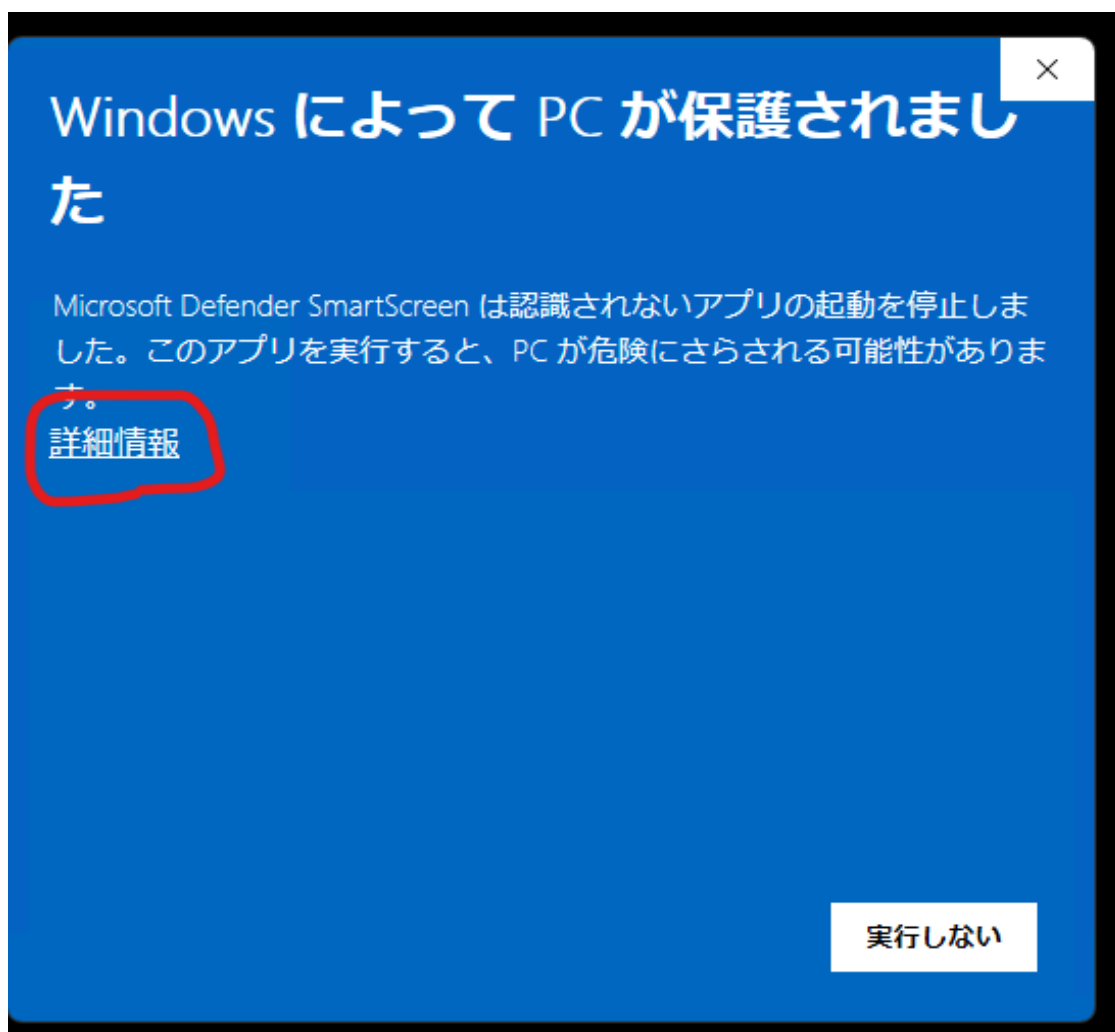 Windows によって PC が保護されまし
た
Microsoft Defender SmartScreen は認識されないアプリの起動を停止しま
した。このアプリを実行すると、PC が危険にさらされる可能性がありま
す。
詳細情報
実行しない